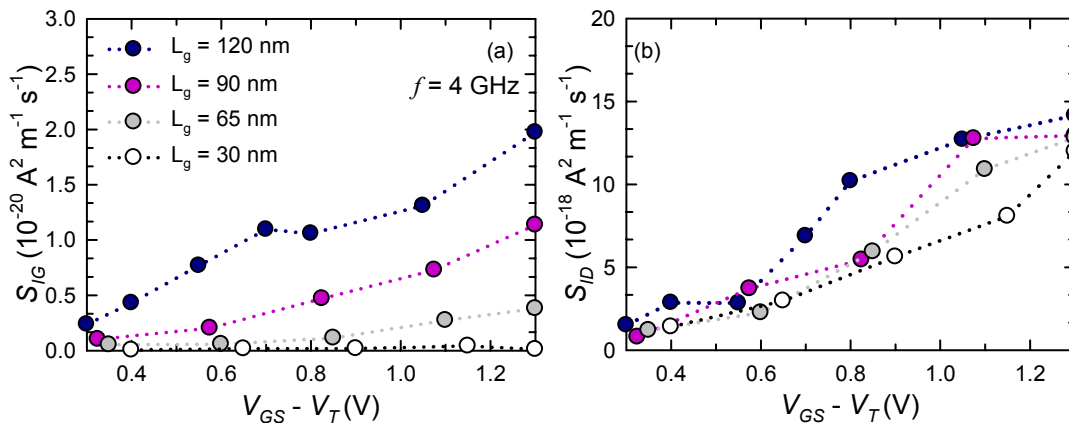 3.0
2.5
2.0
1.5
1.0
0.5
0.0
S_IG (10^-20 A^2 m^-1 s^-1)
L_g = 120 nm
L_g = 90 nm
L_g = 65 nm
L_g = 30 nm
(a)
f = 4 GHz
0.4 0.6 0.8 1.0 1.2
V_GS - V_T (V)
20
15
10
5
0
S_ID (10^-18 A^2 m^-1 s^-1)
(b)
0.4 0.6 0.8 1.0 1.2
V_GS - V_T (V)